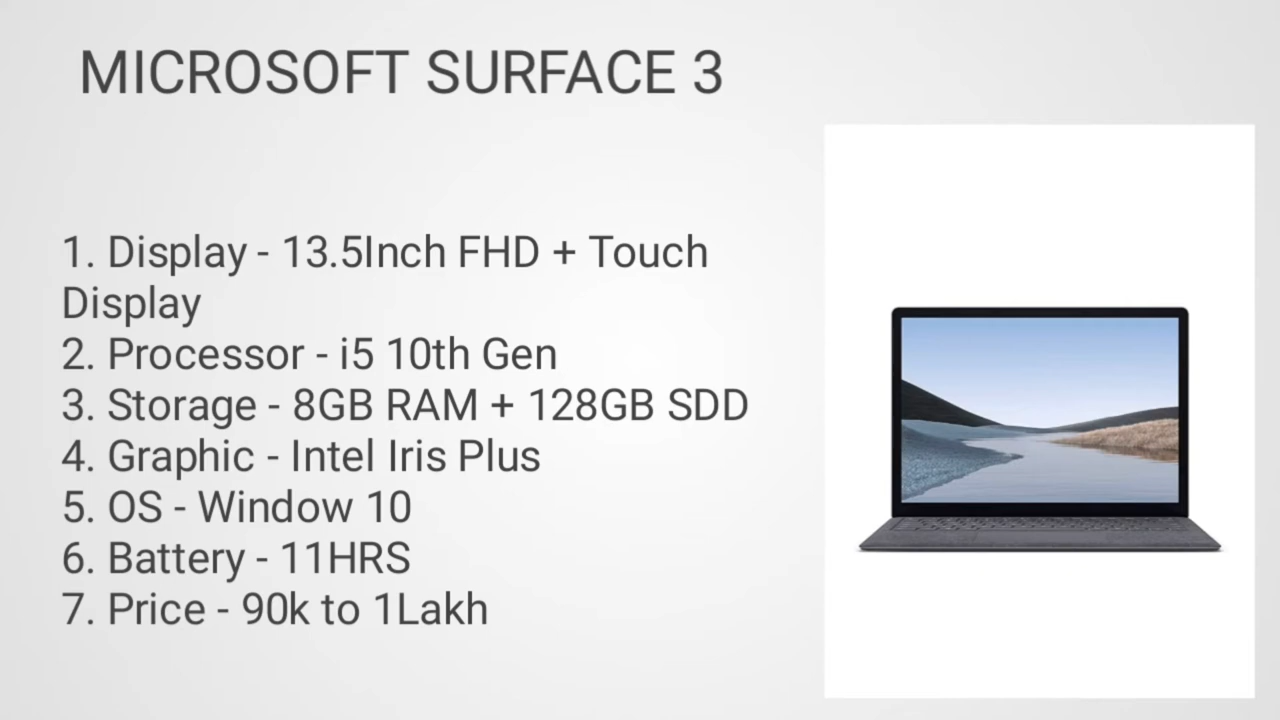 MICROSOFT SURFACE 3
1. Display - 13.5Inch FHD + Touch
Display
2. Processor - i5 10th Gen
3. Storage - 8GB RAM + 128GB SDD
4. Graphic - Intel Iris Plus
5. OS - Window 10
6. Battery - 11HRS
7. Price - 90k to 1Lakh